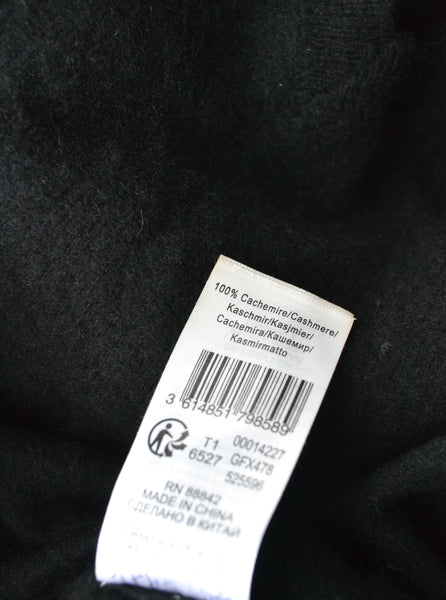 100% Cachemire/Cashmere/
Kaschmir/Kasjmier/
Cachemira/Кашемир/
Kasmirmatto
3 614851 798589
T1 00014227
6527 GFX478
525596
RN 88842
MADE IN CHINA
СДЕЛАНО В КИТАЙ